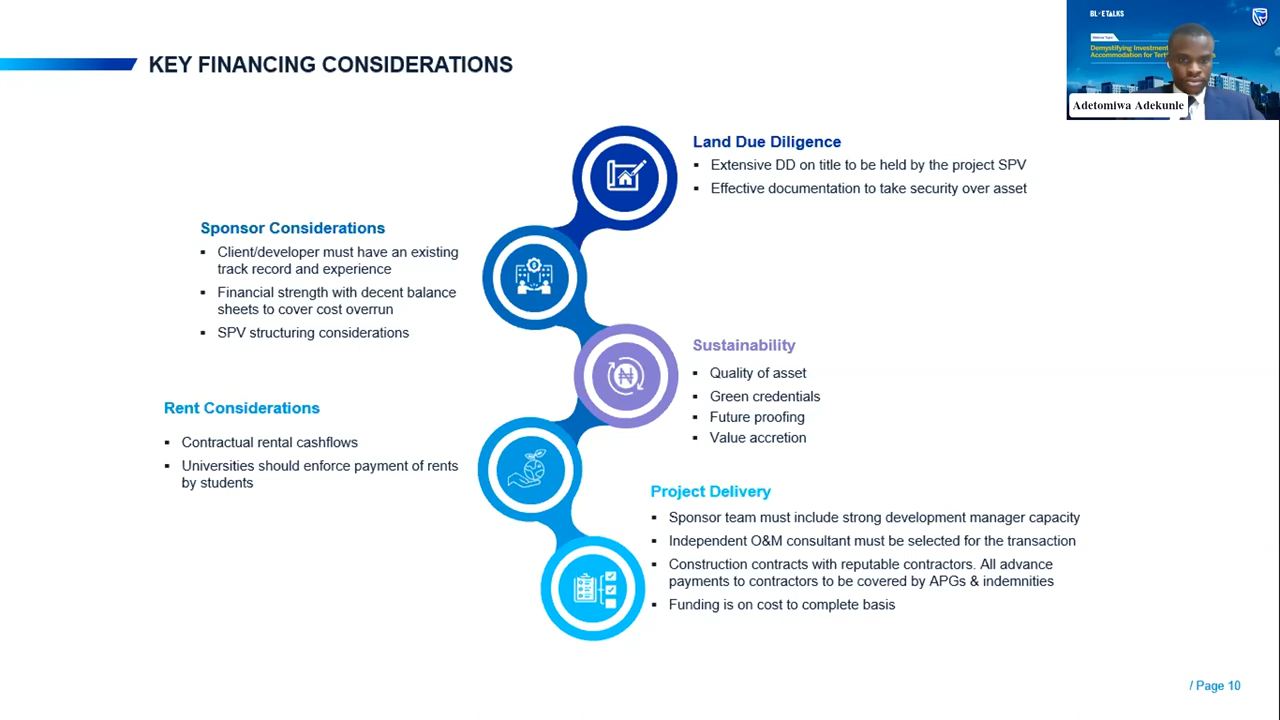 KEY FINANCING CONSIDERATIONS
BL
ETALKS
Demystifying Investment
Accommodation for Tert
Adetomiwa Adekunle
Land Due Diligence
▪ Extensive DD on title to be held by the project SPV
▪ Effective documentation to take security over asset
Sponsor Considerations
▪ Client/developer must have an existing
track record and experience
▪ Financial strength with decent balance
sheets to cover cost overrun
▪ SPV structuring considerations
Sustainability
▪ Quality of asset
▪ Green credentials
▪ Future proofing
▪ Value accretion
Rent Considerations
▪ Contractual rental cashflows
▪ Universities should enforce payment of rents
by students
Project Delivery
▪ Sponsor team must include strong development manager capacity
▪ Independent O&M consultant must be selected for the transaction
▪ Construction contracts with reputable contractors. All advance
payments to contractors to be covered by APGs & indemnities
▪ Funding is on cost to complete basis
/ Page 10